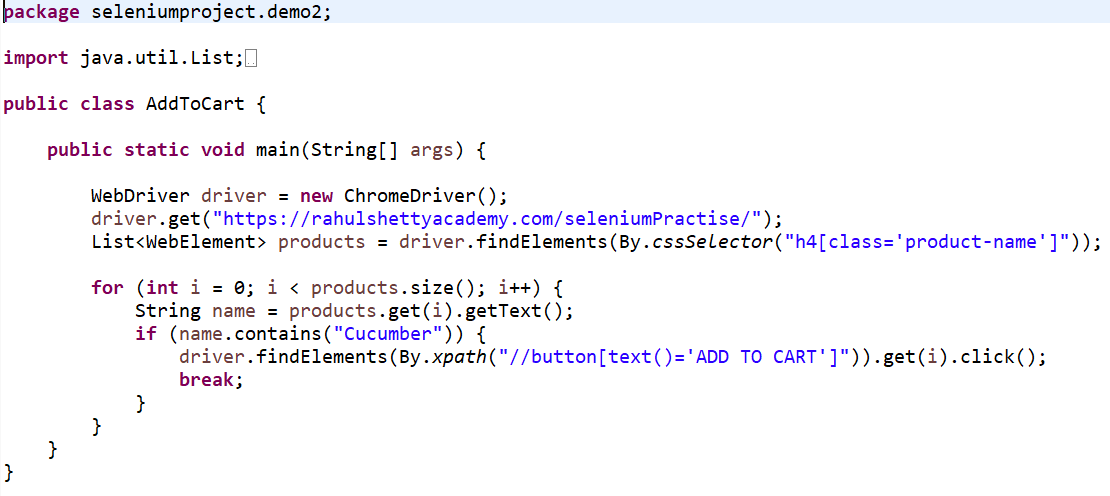 package seleniumproject.demo2;
import java.util.List;
public class AddToCart {
public static void main(String[] args) {
WebDriver driver = new ChromeDriver();
driver.get("https://rahulshettyacademy.com/seleniumPractise/");
List<WebElement> products = driver.findElements(By.cssSelector("h4[class='product-name']"));
for (int i = 0; i < products.size(); i++) {
String name = products.get(i).getText();
if (name.contains("Cucumber")) {
driver.findElements(By.xpath("//button[text()='ADD TO CART']")).get(i).click();
break;
}
}
}
}